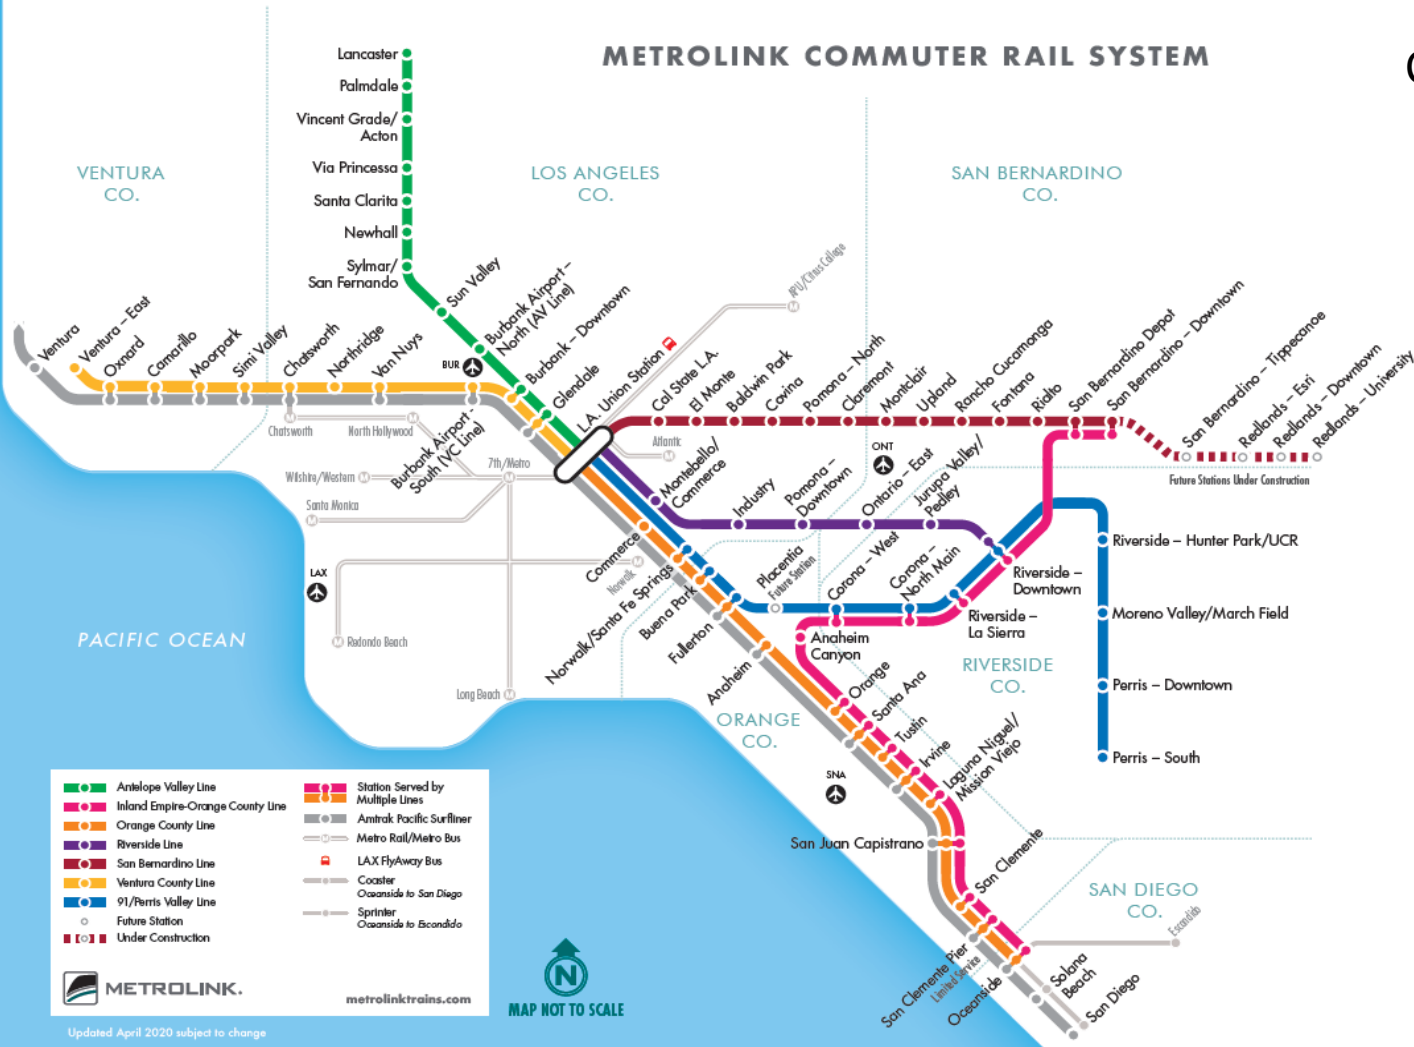 METROLINK COMMUTER RAIL SYSTEM
VENTURA
CO.
LOS ANGELES
CO.
SAN BERNARDINO
CO.
Lancaster
Palmdale
Vincent Grade/
Acton
Via Princessa
Santa Clarita
Newhall
Sylmar/
San Fernando
Sun Valley
Burbank Airport –
North (AV Line)
Burbank – Downtown
Glendale
L.A. Union Station
BUR
Ventura
Ventura – East
Oxnard
Camarillo
Moorpark
Simi Valley
Chatsworth
Northridge
Van Nuys
Burbank Airport -
South (VC Line)
Chatsworth
North Hollywood
Wilshire/Western
7th/Metro
Santa Monica
APU/Citrus College
Atlantic
Norwalk
Redondo Beach
Long Beach
LAX
Cal State L.A.
El Monte
Baldwin Park
Covina
Pomona – North
Claremont
Montclair
Upland
Rancho Cucamonga
Fontana
Rialto
San Bernardino Depot
San Bernardino – Downtown
San Bernardino – Tippecanoe
Redlands – Esri
Redlands – Downtown
Redlands – University
Future Stations Under Construction
ONT
Montebello/
Commerce
Industry
Pomona –
Downtown
Ontario – East
Jurupa Valley/
Pedley
Riverside –
Downtown
Riverside – Hunter Park/UCR
Moreno Valley/March Field
Perris – Downtown
Perris – South
Commerce
Norwalk/Santa Fe Springs
Buena Park
Fullerton
Anaheim
Placentia
Future Station
Corona – West
Corona –
North Main
Riverside –
La Sierra
Anaheim
Canyon
RIVERSIDE
CO.
ORANGE
CO.
Orange
Santa Ana
Tustin
Irvine
Laguna Niguel/
Mission Viejo
SNA
San Juan Capistrano
San Clemente
San Clemente Pier
Limited Service
Oceanside
SAN DIEGO
CO.
Escondido
Solana
Beach
San Diego
PACIFIC OCEAN
Antelope Valley Line
Inland Empire-Orange County Line
Orange County Line
Riverside Line
San Bernardino Line
Ventura County Line
91/Perris Valley Line
Future Station
Under Construction
Station Served by
Multiple Lines
Amtrak Pacific Surfliner
Metro Rail/Metro Bus
LAX FlyAway Bus
Coaster
Oceanside to San Diego
Sprinter
Oceanside to Escondido
METROLINK.
metrolinktrains.com
N
MAP NOT TO SCALE
Updated April 2020 subject to change